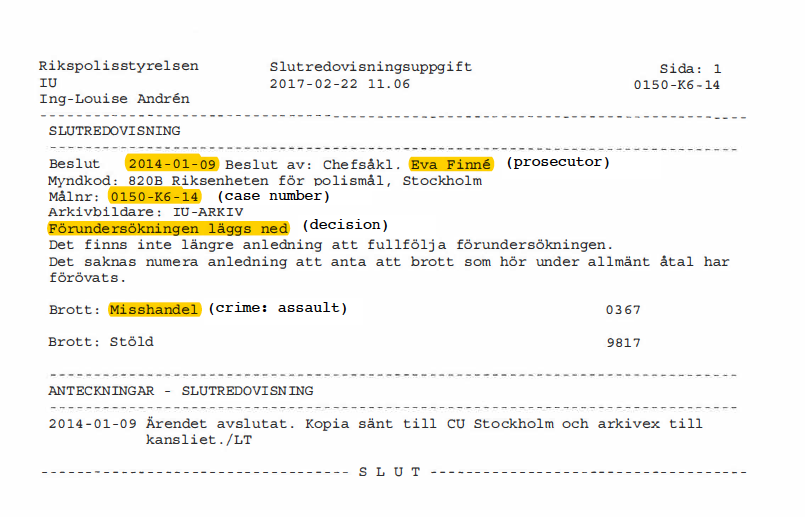 Rikspolisstyrelsen Slutredovisningsuppgift Sida: 1
IU 2017-02-22 11.06 0150-K6-14
Ing-Louise Andrén
SLUTREDOVISNING
Beslut 2014-01-09 Beslut av: Chefsåkl. Eva Finné (prosecutor)
Myndkod: 820B Riksenheten för polismål, Stockholm
Målnr: 0150-K6-14 (case number)
Arkivbildare: IU-ARKIV
Förundersökningen läggs ned (decision)
Det finns inte längre anledning att fullfölja förundersökningen.
Det saknas numera anledning att anta att brott som hör under allmänt åtal har
förövats.
Brott: Misshandel (crime: assault) 0367
Brott: Stöld 9817
ANTECKNINGAR - SLUTREDOVISNING
2014-01-09 Ärendet avslutat. Kopia sänt till CU Stockholm och arkivex till
kansliet./LT
S L U T